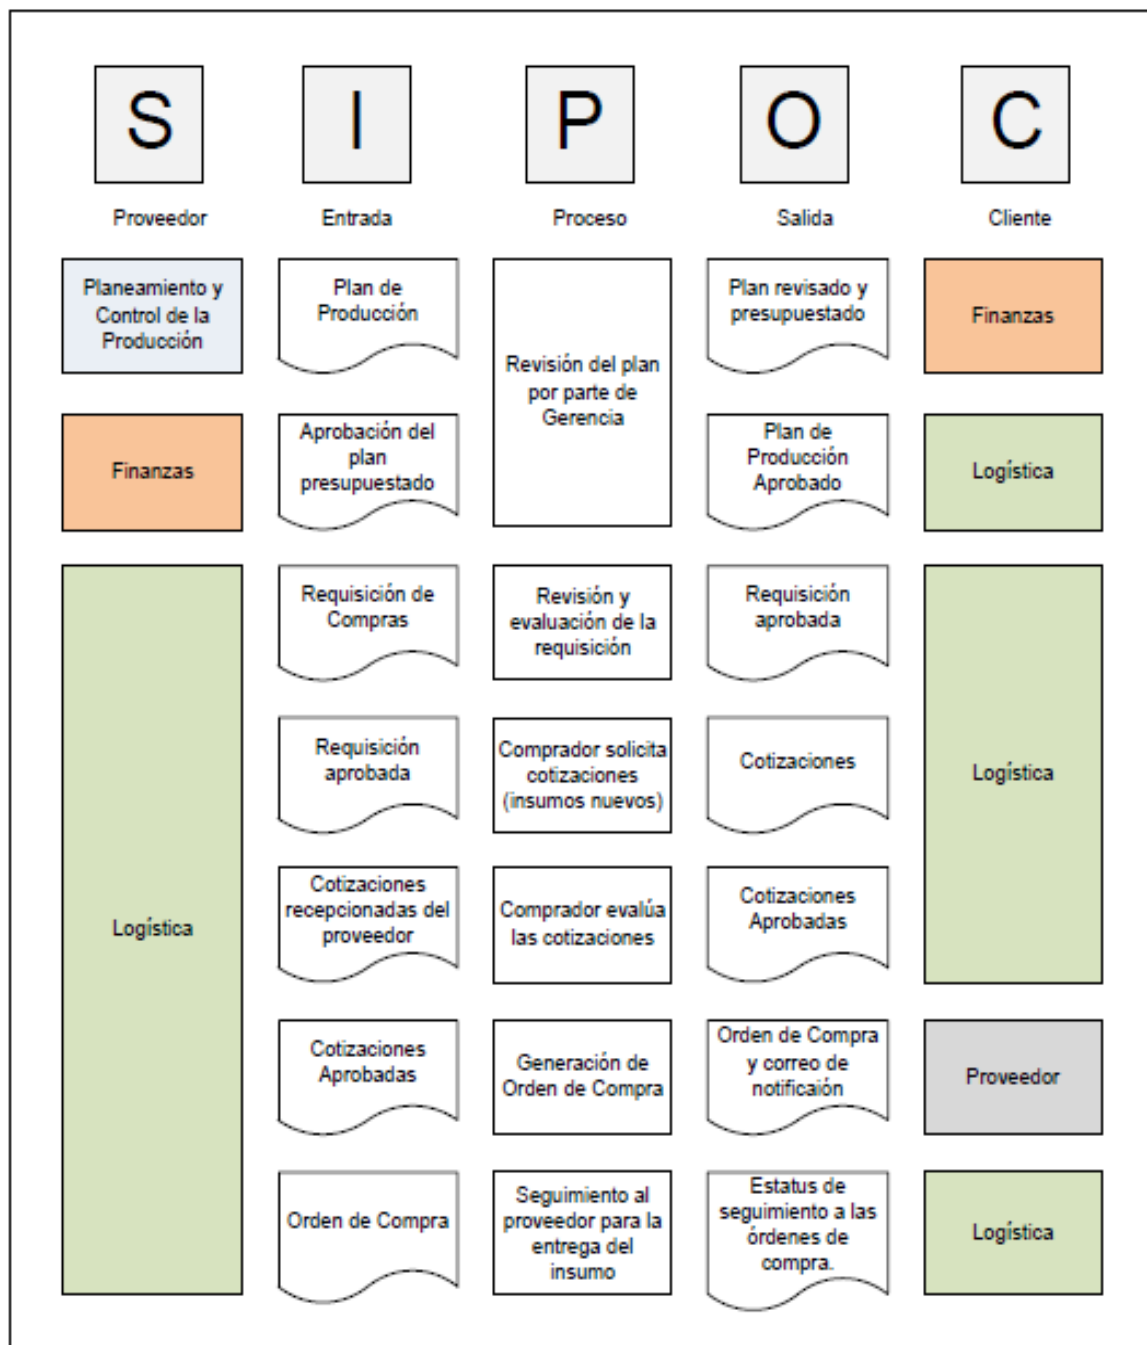 S I P O C
Proveedor Entrada Proceso Salida Cliente
Planeamiento y
Control de la
Producción
Plan de
Producción
Revisión del plan
por parte de
Gerencia
Plan revisado y
presupuestado
Finanzas
Finanzas
Aprobación del
plan
presupuestado
Plan de
Producción
Aprobado
Logística
Logística
Requisición de
Compras
Revisión y
evaluación de la
requisición
Requisición
aprobada
Logística
Requisición
aprobada
Comprador solicita
cotizaciones
(insumos nuevos)
Cotizaciones
Cotizaciones
recepcionadas del
proveedor
Comprador evalúa
las cotizaciones
Cotizaciones
Aprobadas
Cotizaciones
Aprobadas
Generación de
Orden de Compra
Orden de Compra
y correo de
notificaión
Proveedor
Orden de Compra
Seguimiento al
proveedor para la
entrega del
insumo
Estatus de
seguimiento a las
órdenes de
compra.
Logística